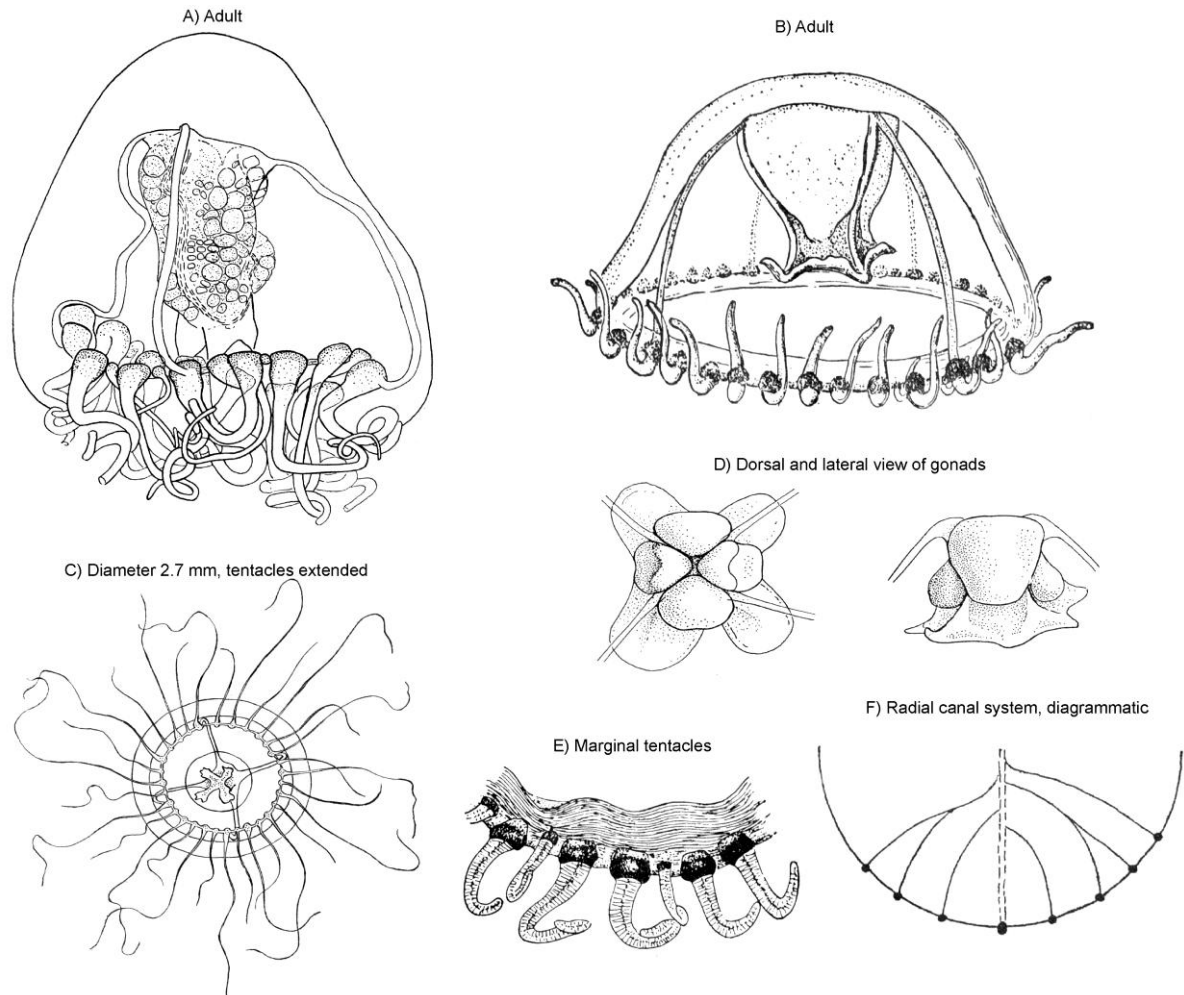 A) Adult
B) Adult
C) Diameter 2.7 mm, tentacles extended
D) Dorsal and lateral view of gonads
E) Marginal tentacles
F) Radial canal system, diagrammatic